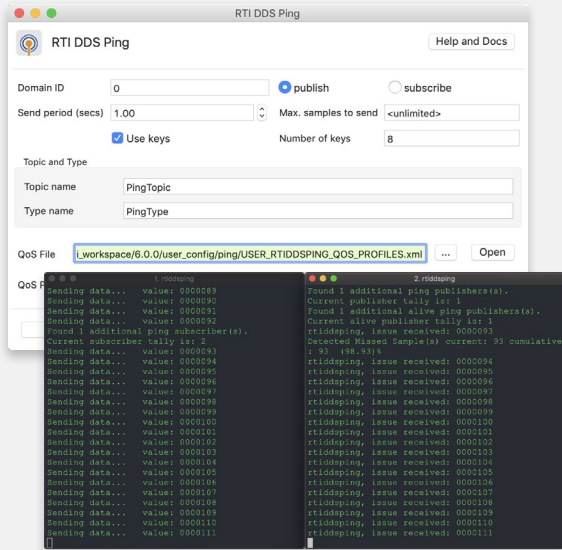 RTI DDS Ping
RTI DDS Ping
Help and Docs
Domain ID
0
publish
subscribe
Send period (secs)
1.00
Max. samples to send
<unlimited>
Use keys
Number of keys
8
Topic and Type
Topic name
PingTopic
Type name
PingType
QoS File
i_workspace/6.0.0/user_config/ping/USER_RTIDDSPING_QOS_PROFILES.xml
...
Open
QoS
1. rtiddsping
Sending data... value: 0000089
Sending data... value: 0000090
Sending data... value: 0000091
Sending data... value: 0000092
Found 1 additional ping subscriber(s).
Current subscriber tally is: 2
Sending data... value: 0000093
Sending data... value: 0000094
Sending data... value: 0000095
Sending data... value: 0000096
Sending data... value: 0000097
Sending data... value: 0000098
Sending data... value: 0000099
Sending data... value: 0000100
Sending data... value: 0000101
Sending data... value: 0000102
Sending data... value: 0000103
Sending data... value: 0000104
Sending data... value: 0000105
Sending data... value: 0000106
Sending data... value: 0000107
Sending data... value: 0000108
Sending data... value: 0000109
Sending data... value: 0000110
Sending data... value: 0000111
2. rtiddsping
Found 1 additional ping publishers(s).
Current publisher tally is: 1
Found 1 additional alive ping publishers(s).
Current alive publisher tally is: 1
rtiddsping, issue received: 0000093
Detected Missed Sample(s) current: 93 cumulative
: 93 (98.93)%
rtiddsping, issue received: 0000094
rtiddsping, issue received: 0000095
rtiddsping, issue received: 0000096
rtiddsping, issue received: 0000097
rtiddsping, issue received: 0000098
rtiddsping, issue received: 0000099
rtiddsping, issue received: 0000100
rtiddsping, issue received: 0000101
rtiddsping, issue received: 0000102
rtiddsping, issue received: 0000103
rtiddsping, issue received: 0000104
rtiddsping, issue received: 0000105
rtiddsping, issue received: 0000106
rtiddsping, issue received: 0000107
rtiddsping, issue received: 0000108
rtiddsping, issue received: 0000109
rtiddsping, issue received: 0000110
rtiddsping, issue received: 0000111